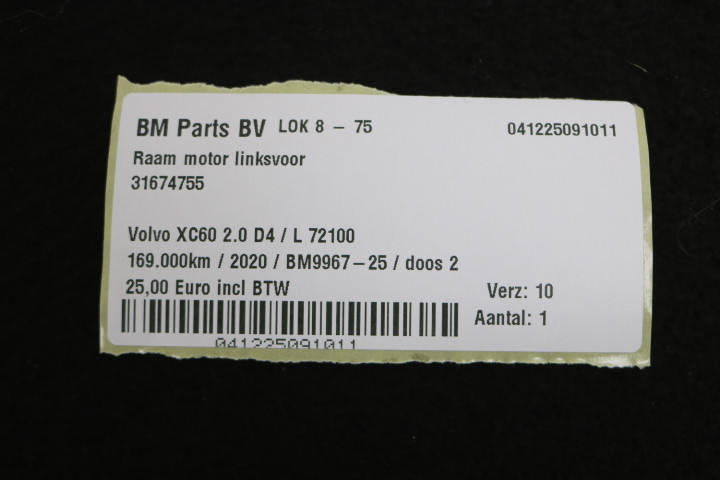 BM Parts BV LOK 8 – 75 041225091011
Raam motor linksvoor
31674755
Volvo XC60 2.0 D4 / L 72100
169.000km / 2020 / BM9967–25 / doos 2
25,00 Euro incl BTW Verz: 10
Aantal: 1
041225091011